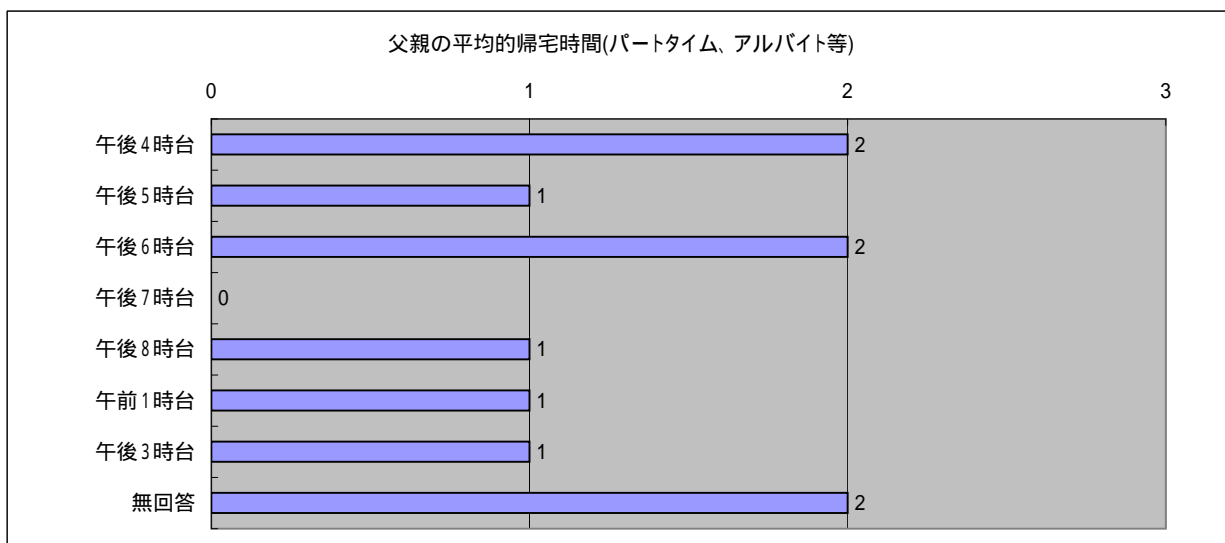 父親の平均的帰宅時間(パートタイム、アルバイト等)
0 1 2 3
午後4時台 2
午後5時台 1
午後6時台 2
午後7時台 0
午後8時台 1
午前1時台 1
午後3時台 1
無回答 2